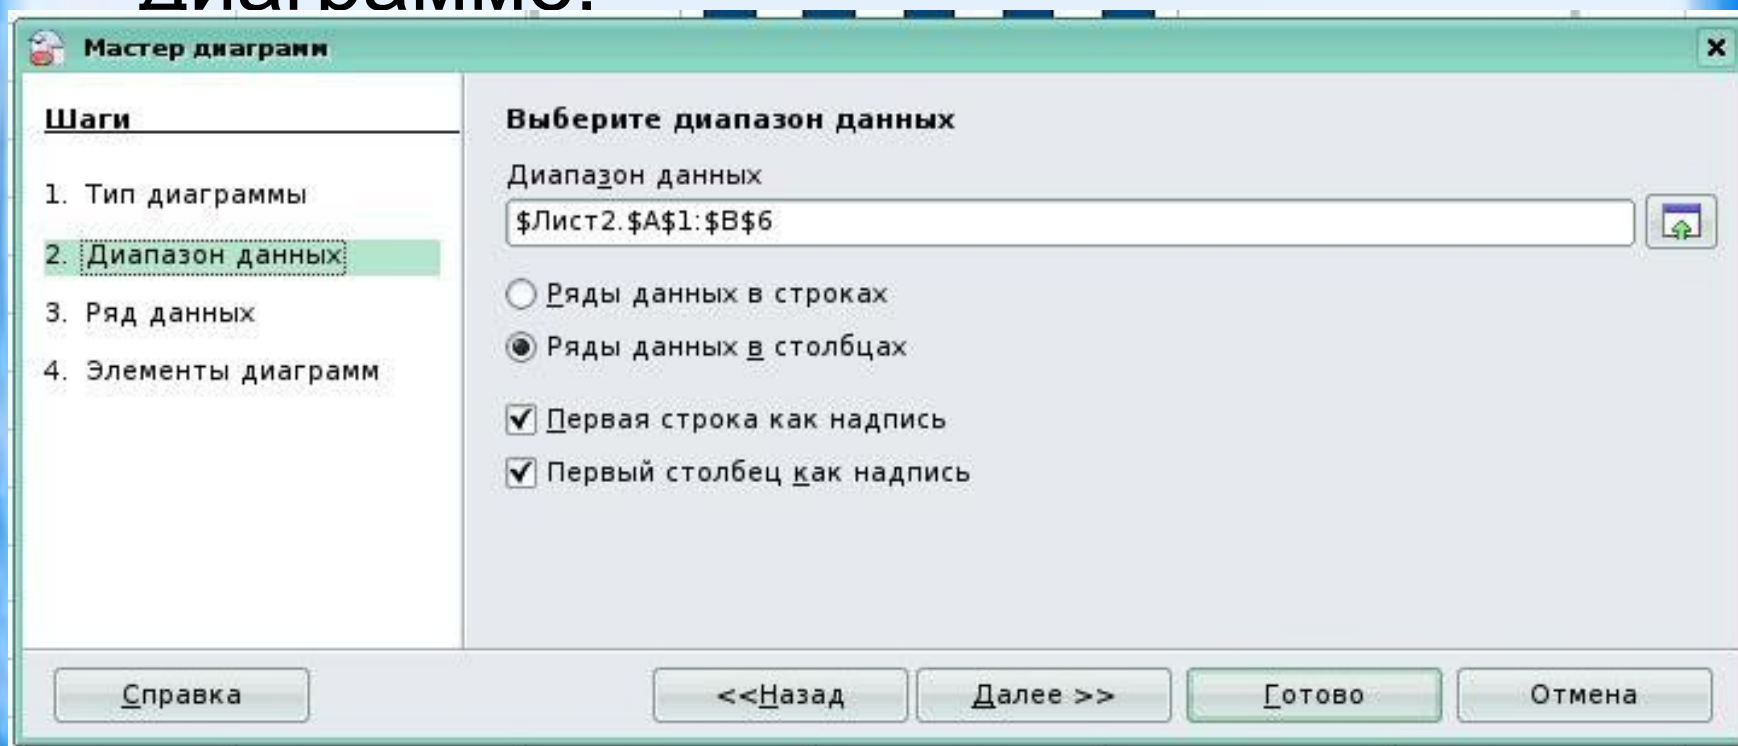 диаграмме.
Мастер диаграмм
Шаги
1. Тип диаграммы
2. Диапазон данных
3. Ряд данных
4. Элементы диаграмм
Выберите диапазон данных
Диапазон данных
$Лист2.$A$1:$B$6
Ряды данных в строках
Ряды данных в столбцах
Первая строка как надпись
Первый столбец как надпись
Справка
<<Назад
Далее >>
Готово
Отмена